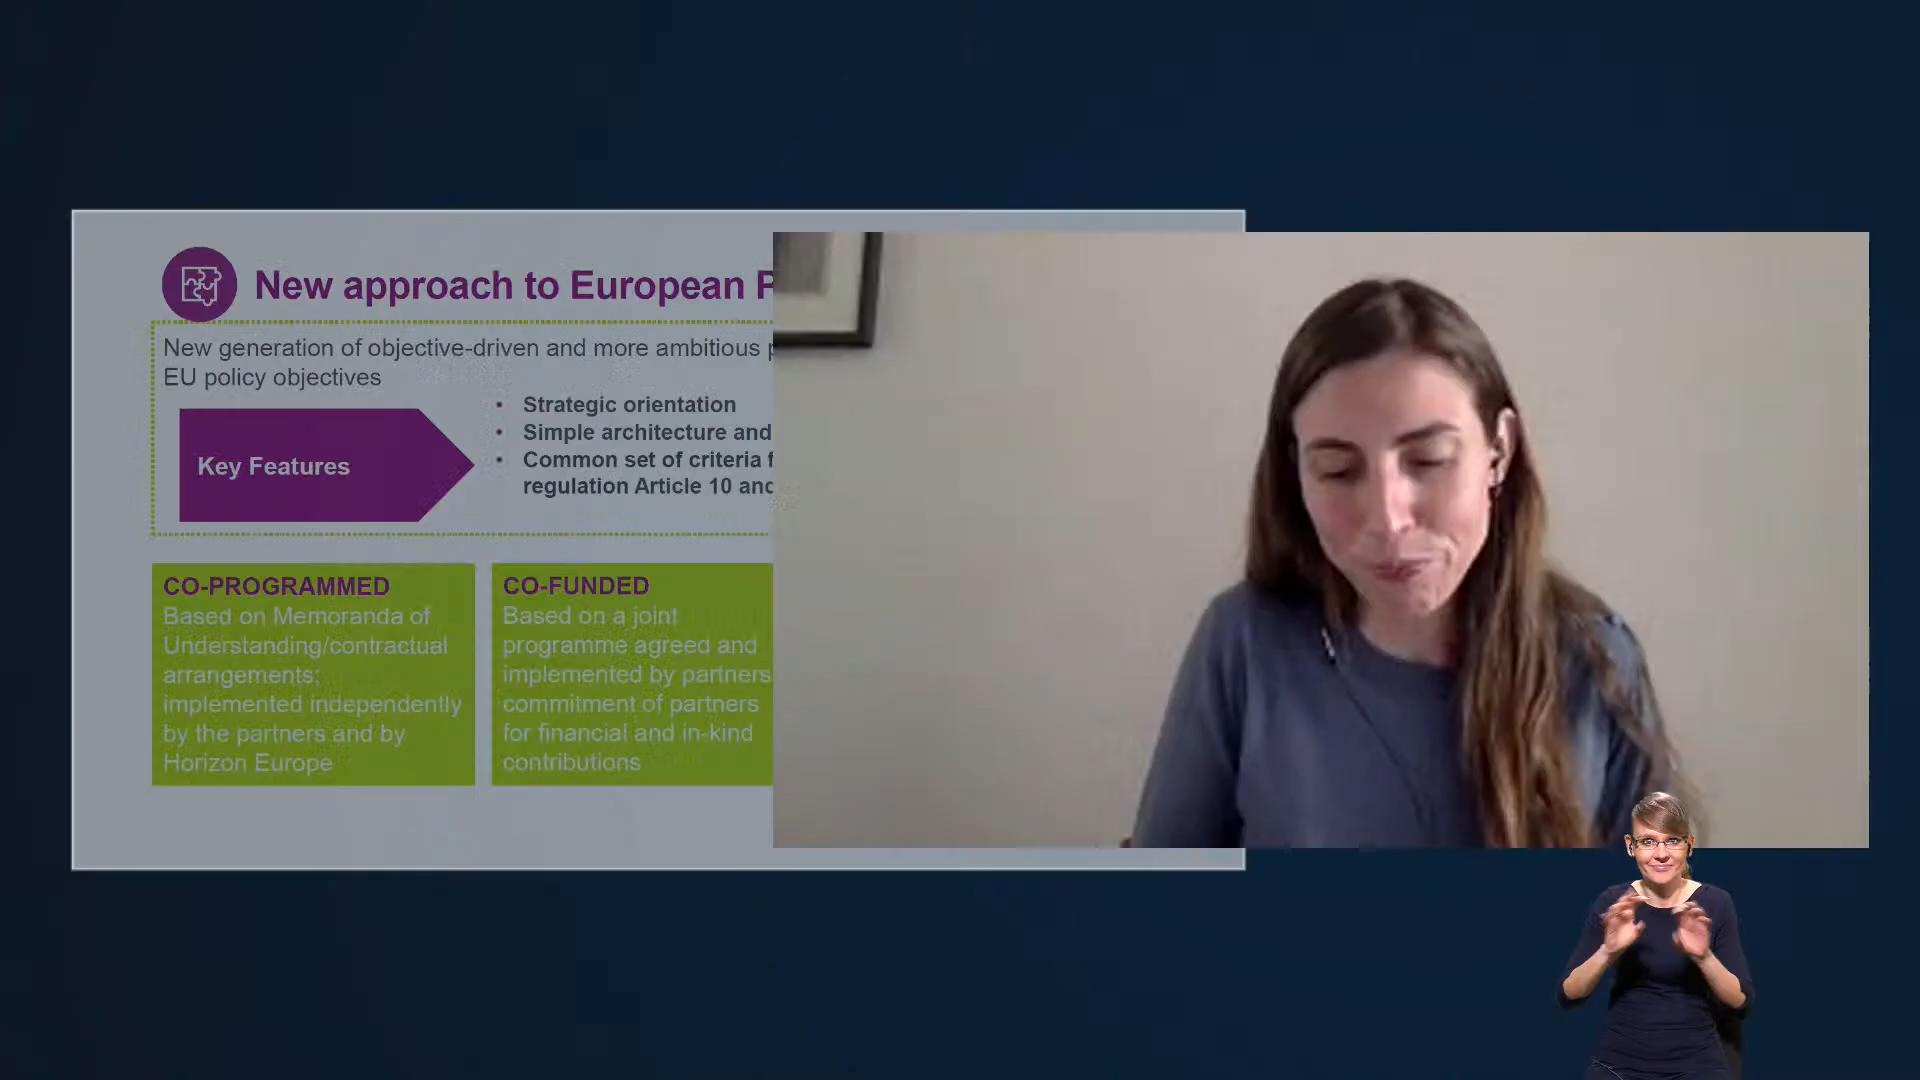 New approach to European P
New generation of objective-driven and more ambitious p
EU policy objectives
Key Features
• Strategic orientation
• Simple architecture and
• Common set of criteria f
regulation Article 10 and
CO-PROGRAMMED
Based on Memoranda of
Understanding/contractual
arrangements;
implemented independently
by the partners and by
Horizon Europe
CO-FUNDED
Based on a joint
programme agreed and
implemented by partners
commitment of partners
for financial and in-kind
contributions